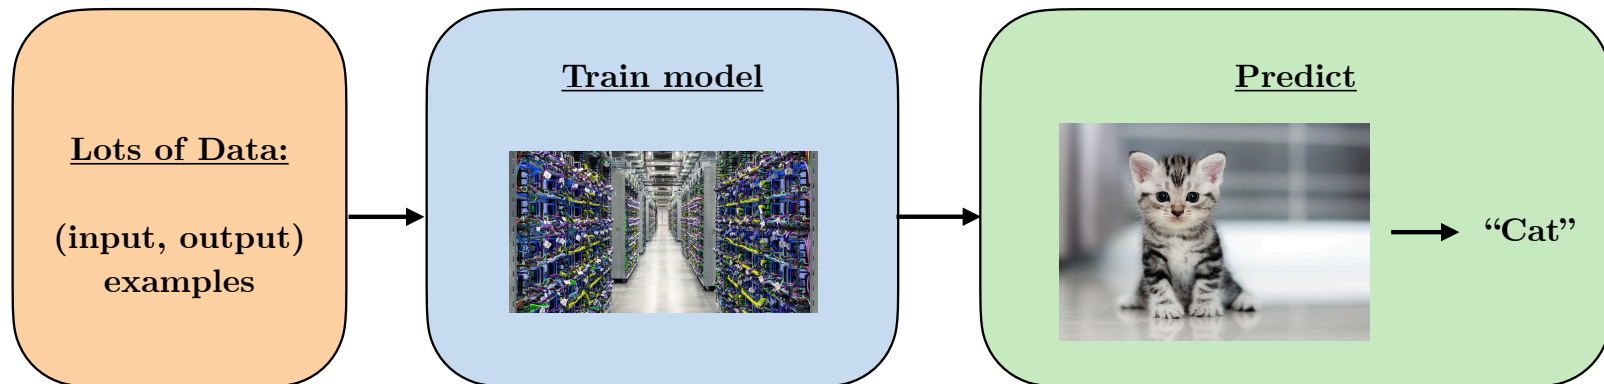 Lots of Data:
(input, output)
examples
Train model
Predict
“Cat”